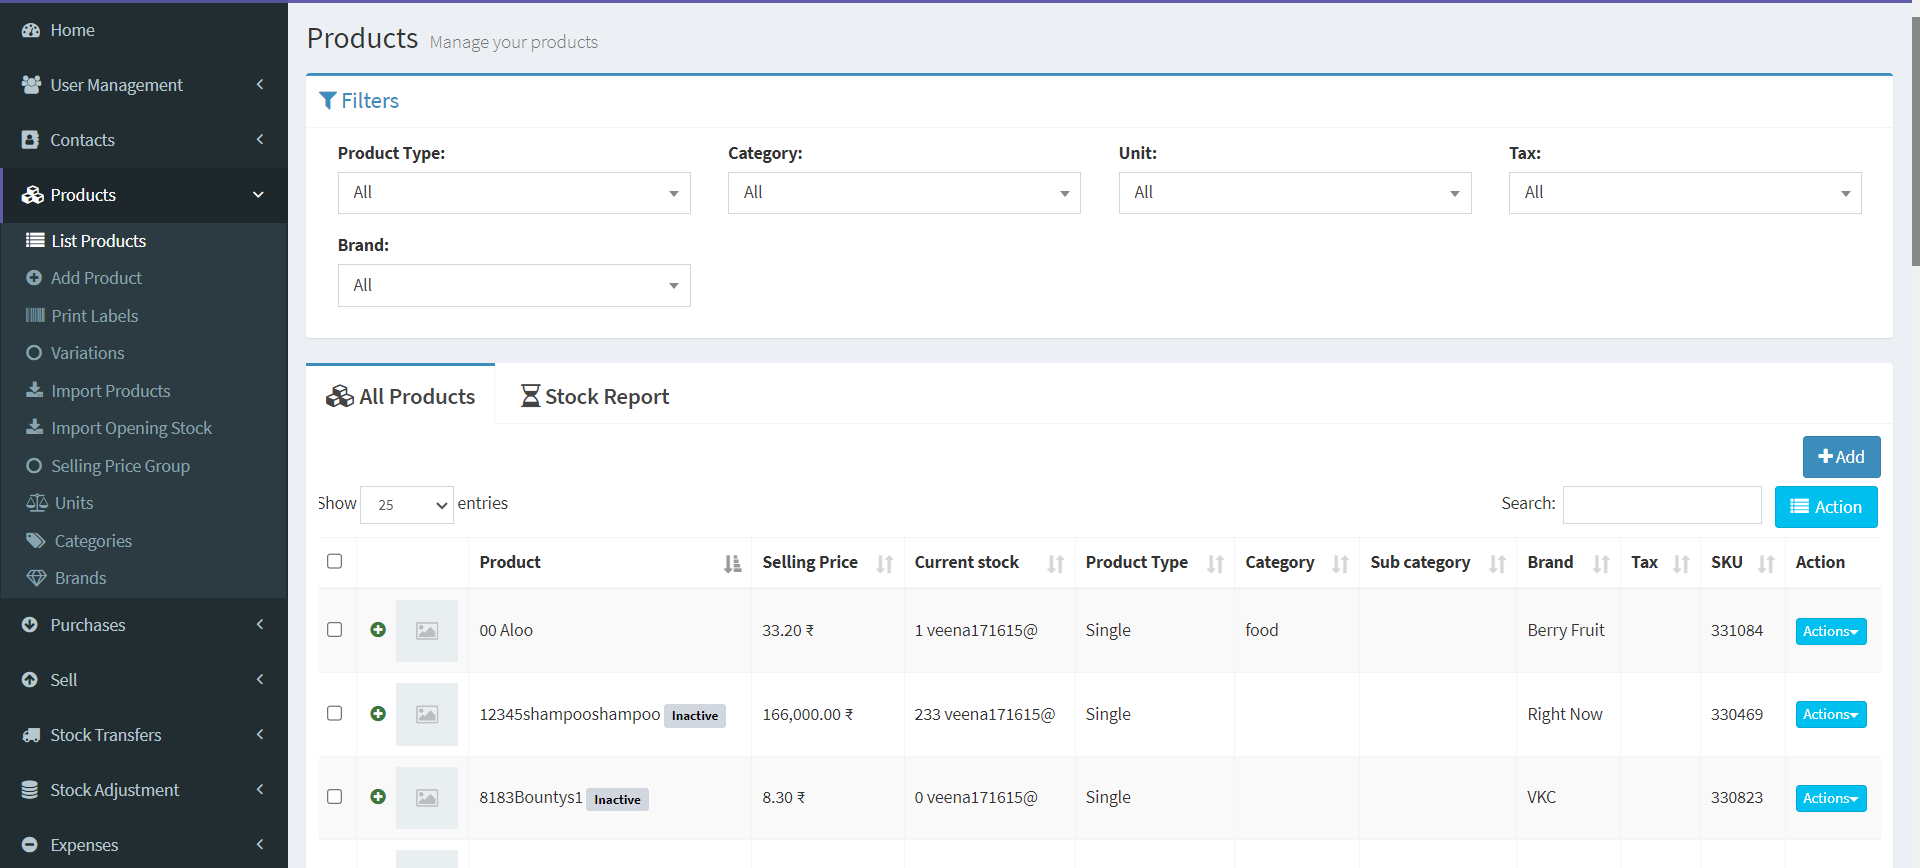 Home
User Management
Contacts
Products
List Products
Add Product
Print Labels
Variations
Import Products
Import Opening Stock
Selling Price Group
Units
Categories
Brands
Purchases
Sell
Stock Transfers
Stock Adjustment
Expenses
Products Manage your products
Filters
Product Type: Category: Unit: Tax:
All All All All
Brand:
All
All Products Stock Report
Add
Show 25 entries Search: Action
Product Selling Price Current stock Product Type Category Sub category Brand Tax SKU Action
00 Aloo 33.20 ₹ 1 veena171615@ Single food Berry Fruit 331084 Actions
12345shampooshampoo Inactive 166,000.00 ₹ 233 veena171615@ Single Right Now 330469 Actions
8183Bountys1 Inactive 8.30 ₹ 0 veena171615@ Single VKC 330823 Actions